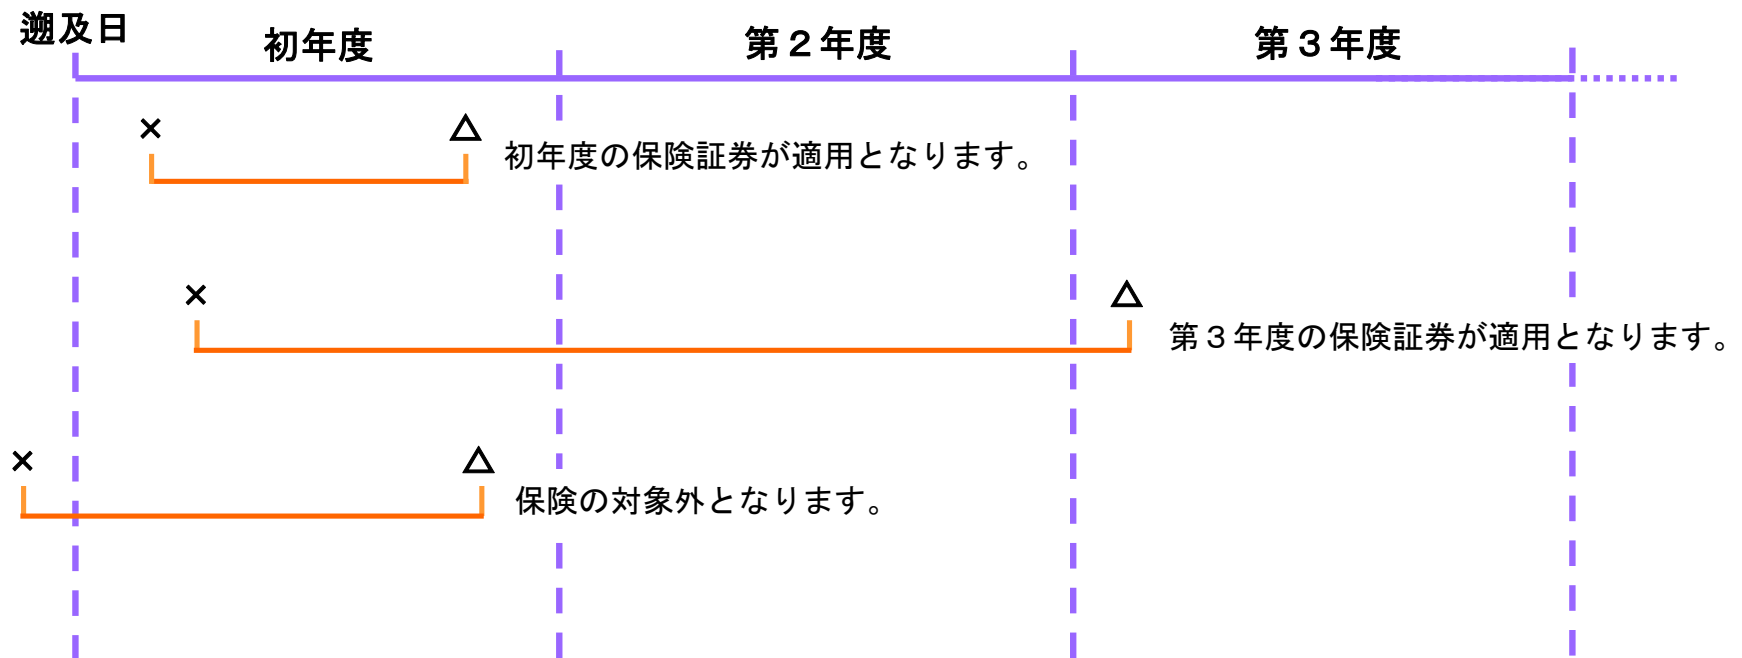 遡及日
初年度
第２年度
第３年度
× △
初年度の保険証券が適用となります。
× △
第３年度の保険証券が適用となります。
× △
保険の対象外となります。